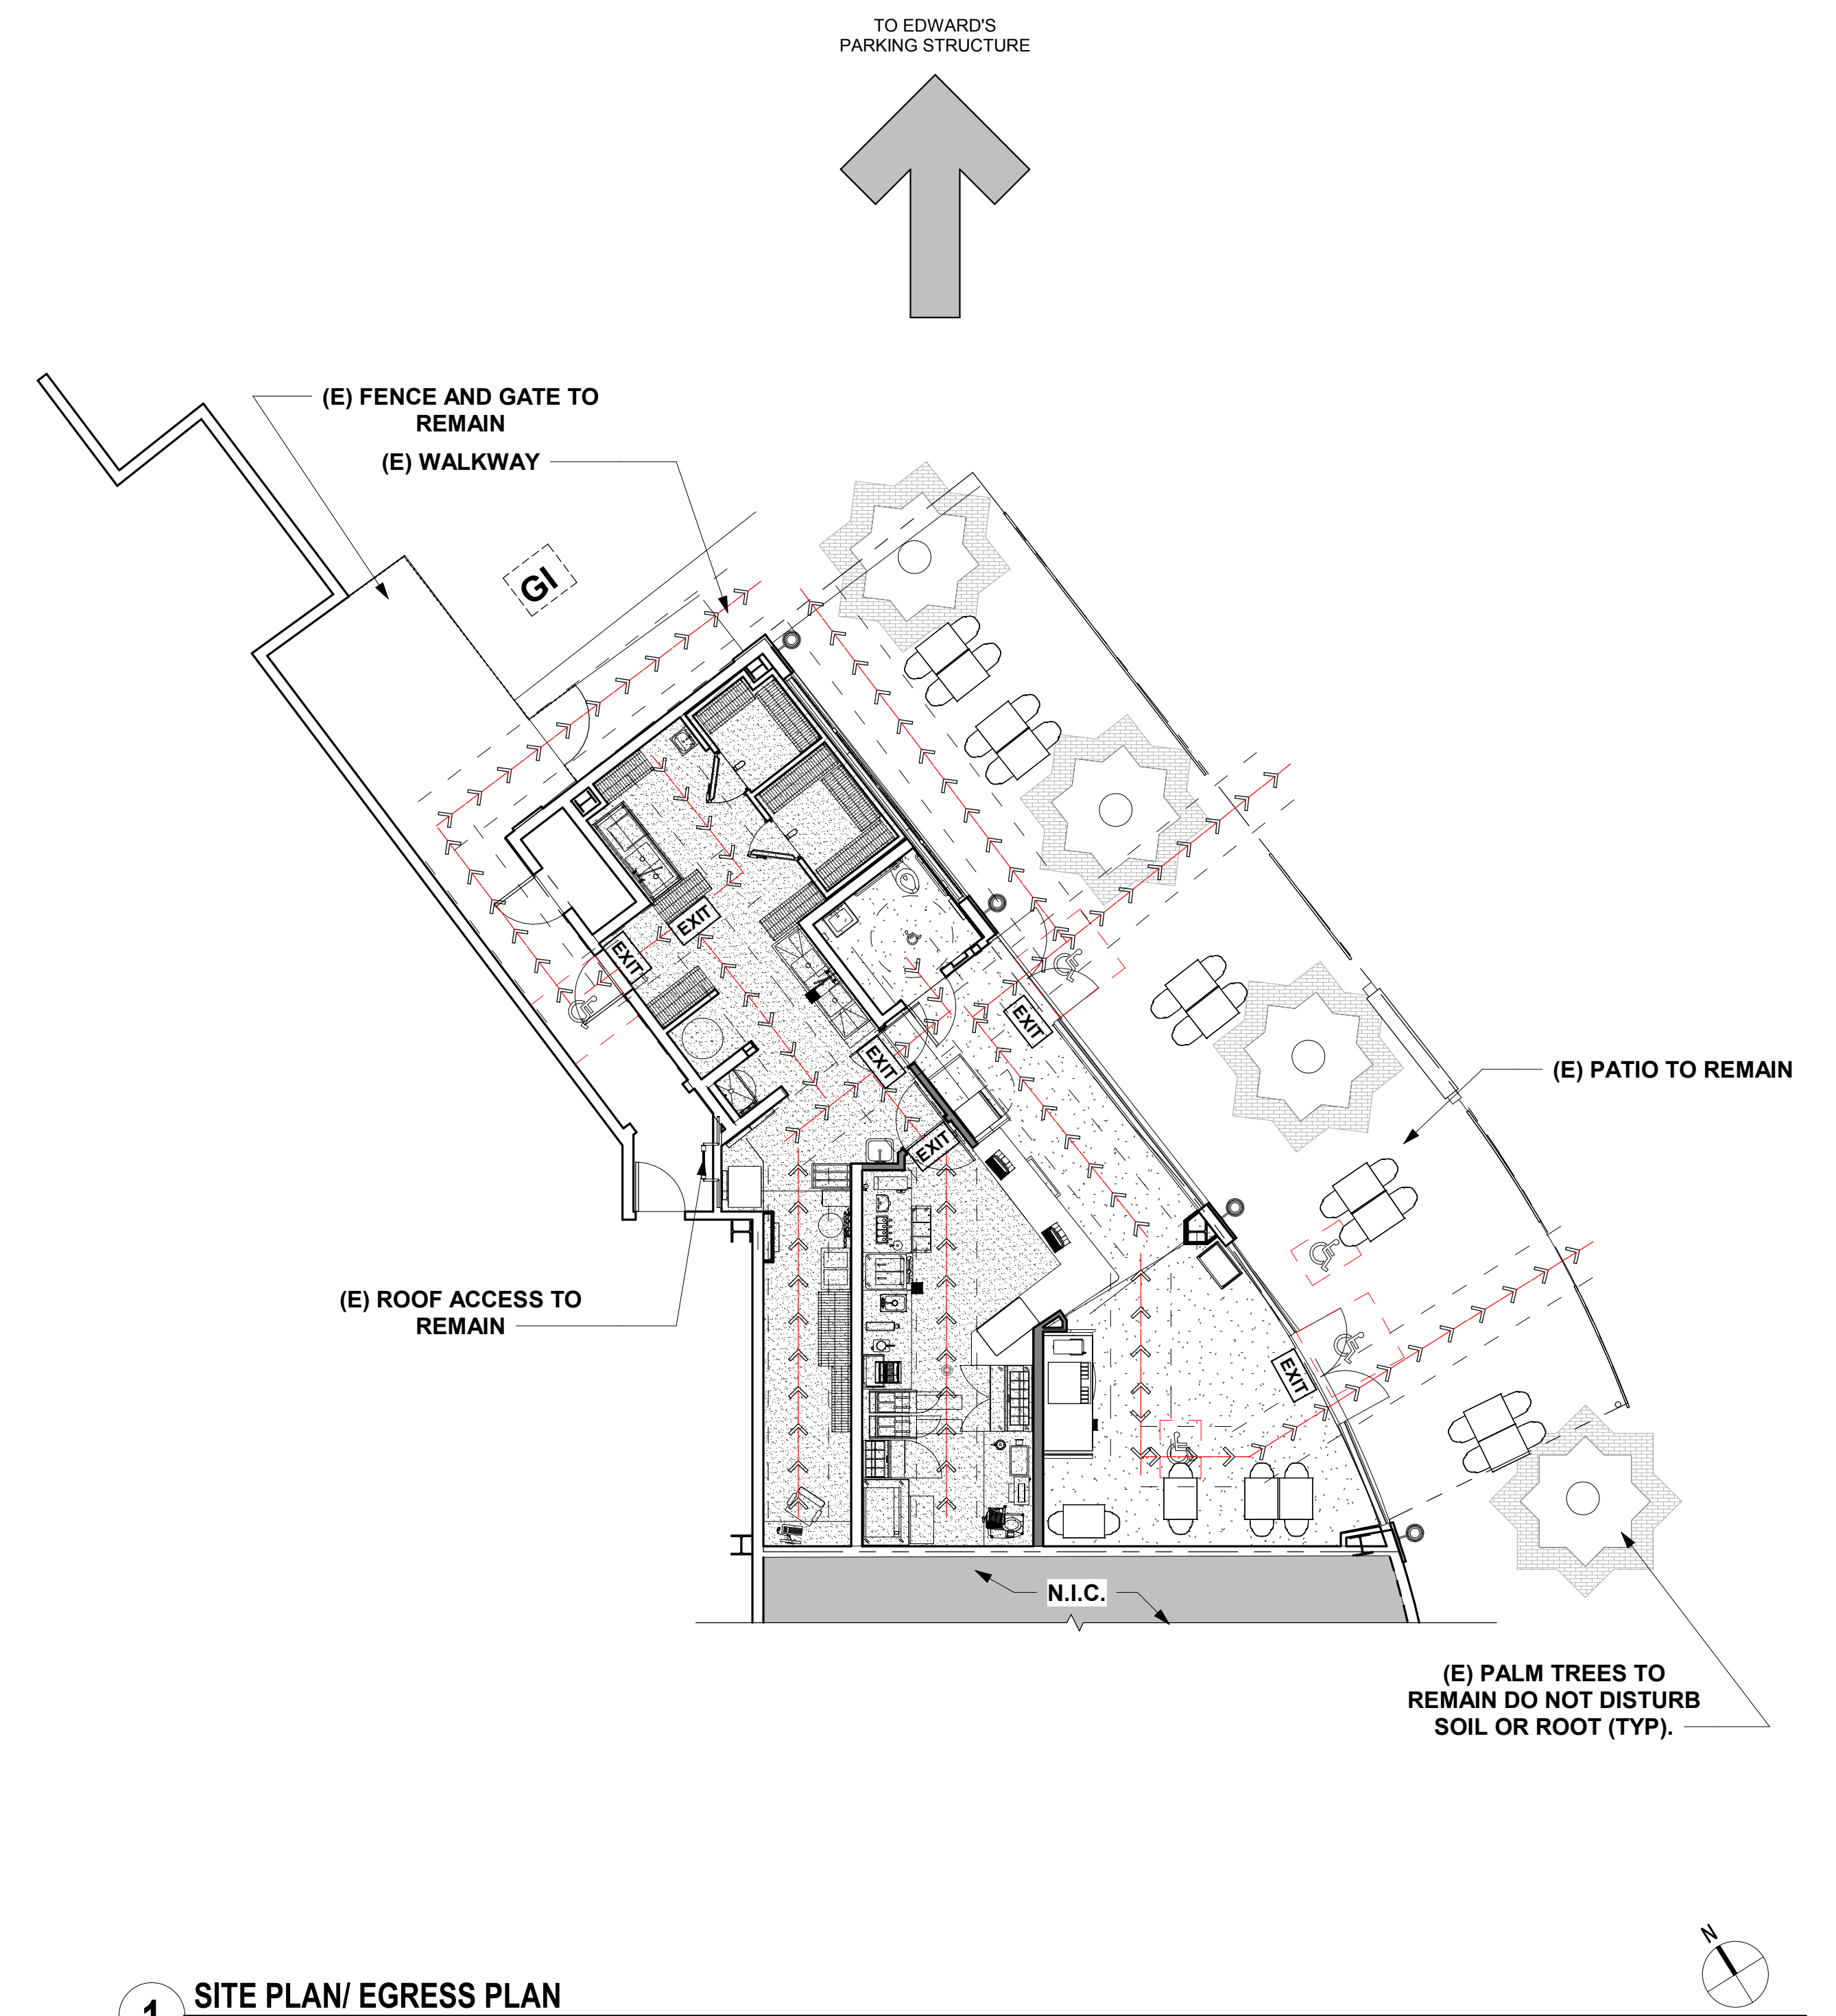 TO EDWARD'S
PARKING STRUCTURE
(E) FENCE AND GATE TO
REMAIN
(E) WALKWAY
GI
EXIT
EXIT
EXIT
EXIT
(E) PATIO TO REMAIN
EXIT
(E) ROOF ACCESS TO
REMAIN
EXIT
N.I.C.
(E) PALM TREES TO
REMAIN DO NOT DISTURB
SOIL OR ROOT (TYP).
N
1
SITE PLAN/ EGRESS PLAN